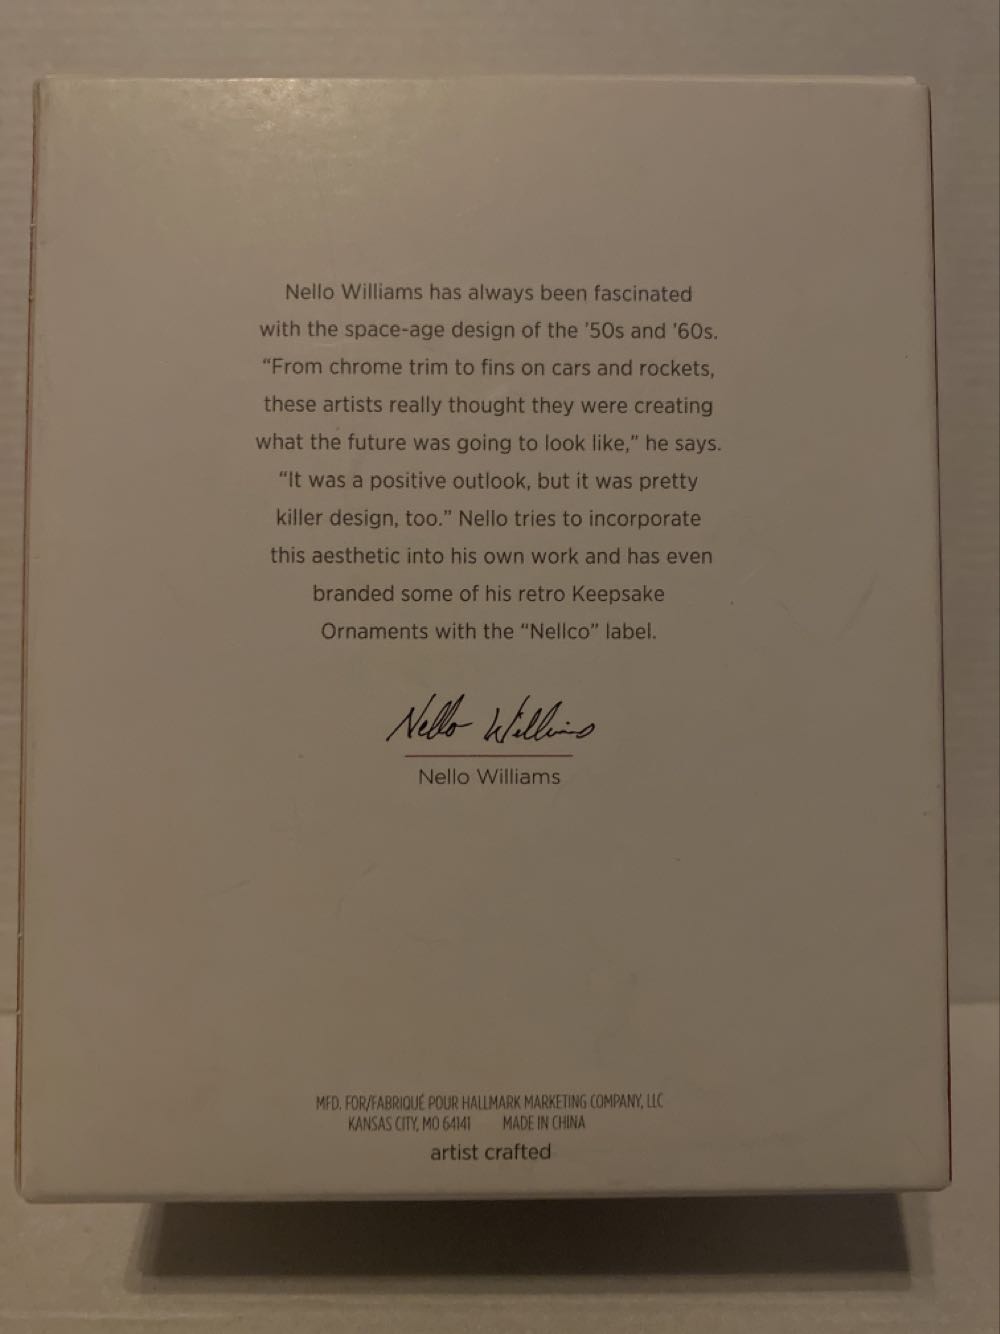 Nello Williams has always been fascinated
with the space-age design of the '50s and '60s.
“From chrome trim to fins on cars and rockets,
these artists really thought they were creating
what the future was going to look like,” he says.
“It was a positive outlook, but it was pretty
killer design, too.” Nello tries to incorporate
this aesthetic into his own work and has even
branded some of his retro Keepsake
Ornaments with the “Nellco” label.
Nello Williams
Nello Williams
MFD. FOR/FABRIQUÉ POUR HALLMARK MARKETING COMPANY, LLC
KANSAS CITY, MO 64141 MADE IN CHINA
artist crafted